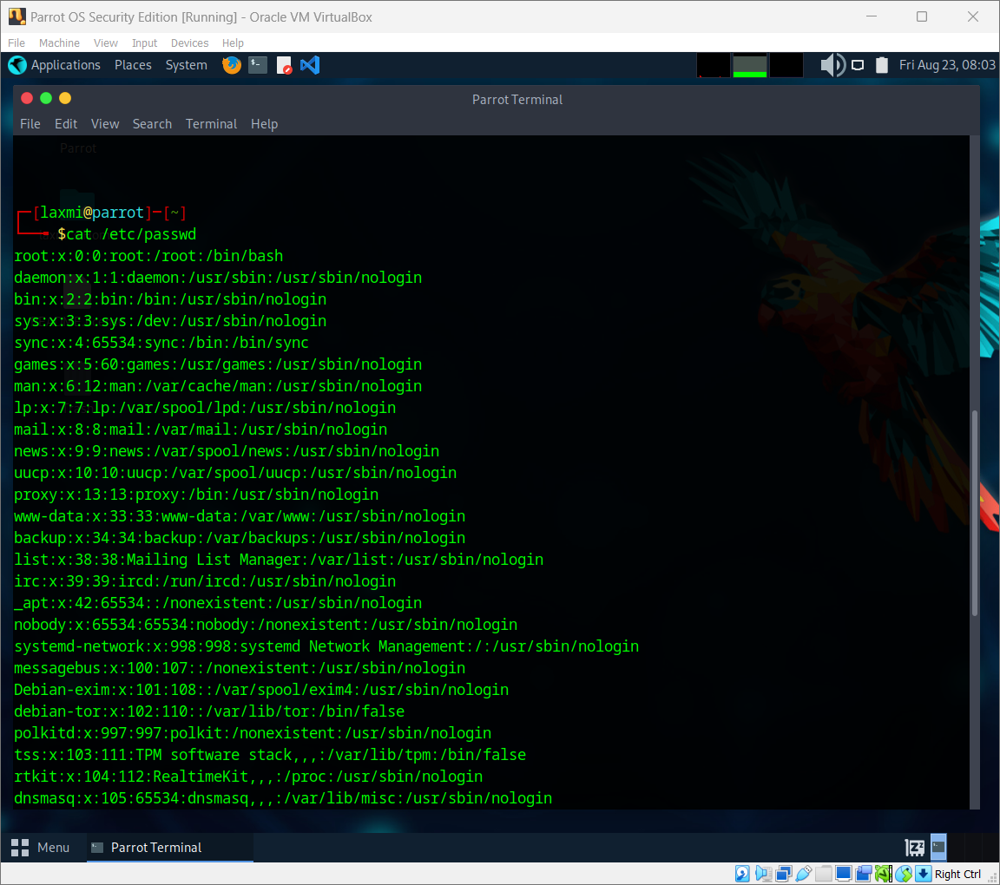 Parrot OS Security Edition [Running] - Oracle VM VirtualBox
File Machine View Input Devices Help
Applications Places System Fri Aug 23, 08:03
Parrot Terminal
File Edit View Search Terminal Help
Parrot
[laxmi@parrot]-[~]
$cat /etc/passwd
root:x:0:0:root:/root:/bin/bash
daemon:x:1:1:daemon:/usr/sbin:/usr/sbin/nologin
bin:x:2:2:bin:/bin:/usr/sbin/nologin
sys:x:3:3:sys:/dev:/usr/sbin/nologin
sync:x:4:65534:sync:/bin:/bin/sync
games:x:5:60:games:/usr/games:/usr/sbin/nologin
man:x:6:12:man:/var/cache/man:/usr/sbin/nologin
lp:x:7:7:lp:/var/spool/lpd:/usr/sbin/nologin
mail:x:8:8:mail:/var/mail:/usr/sbin/nologin
news:x:9:9:news:/var/spool/news:/usr/sbin/nologin
uucp:x:10:10:uucp:/var/spool/uucp:/usr/sbin/nologin
proxy:x:13:13:proxy:/bin:/usr/sbin/nologin
www-data:x:33:33:www-data:/var/www:/usr/sbin/nologin
backup:x:34:34:backup:/var/backups:/usr/sbin/nologin
list:x:38:38:Mailing List Manager:/var/list:/usr/sbin/nologin
irc:x:39:39:ircd:/run/ircd:/usr/sbin/nologin
_apt:x:42:65534::/nonexistent:/usr/sbin/nologin
nobody:x:65534:65534:nobody:/nonexistent:/usr/sbin/nologin
systemd-network:x:998:998:systemd Network Management:/:/usr/sbin/nologin
messagebus:x:100:107::/nonexistent:/usr/sbin/nologin
Debian-exim:x:101:108::/var/spool/exim4:/usr/sbin/nologin
debian-tor:x:102:110::/var/lib/tor:/bin/false
polkitd:x:997:997:polkit:/nonexistent:/usr/sbin/nologin
tss:x:103:111:TPM software stack,,,:/var/lib/tpm:/bin/false
rtkit:x:104:112:RealtimeKit,,,:/proc:/usr/sbin/nologin
dnsmasq:x:105:65534:dnsmasq,,,:/var/lib/misc:/usr/sbin/nologin
Menu Parrot Terminal
Right Ctrl